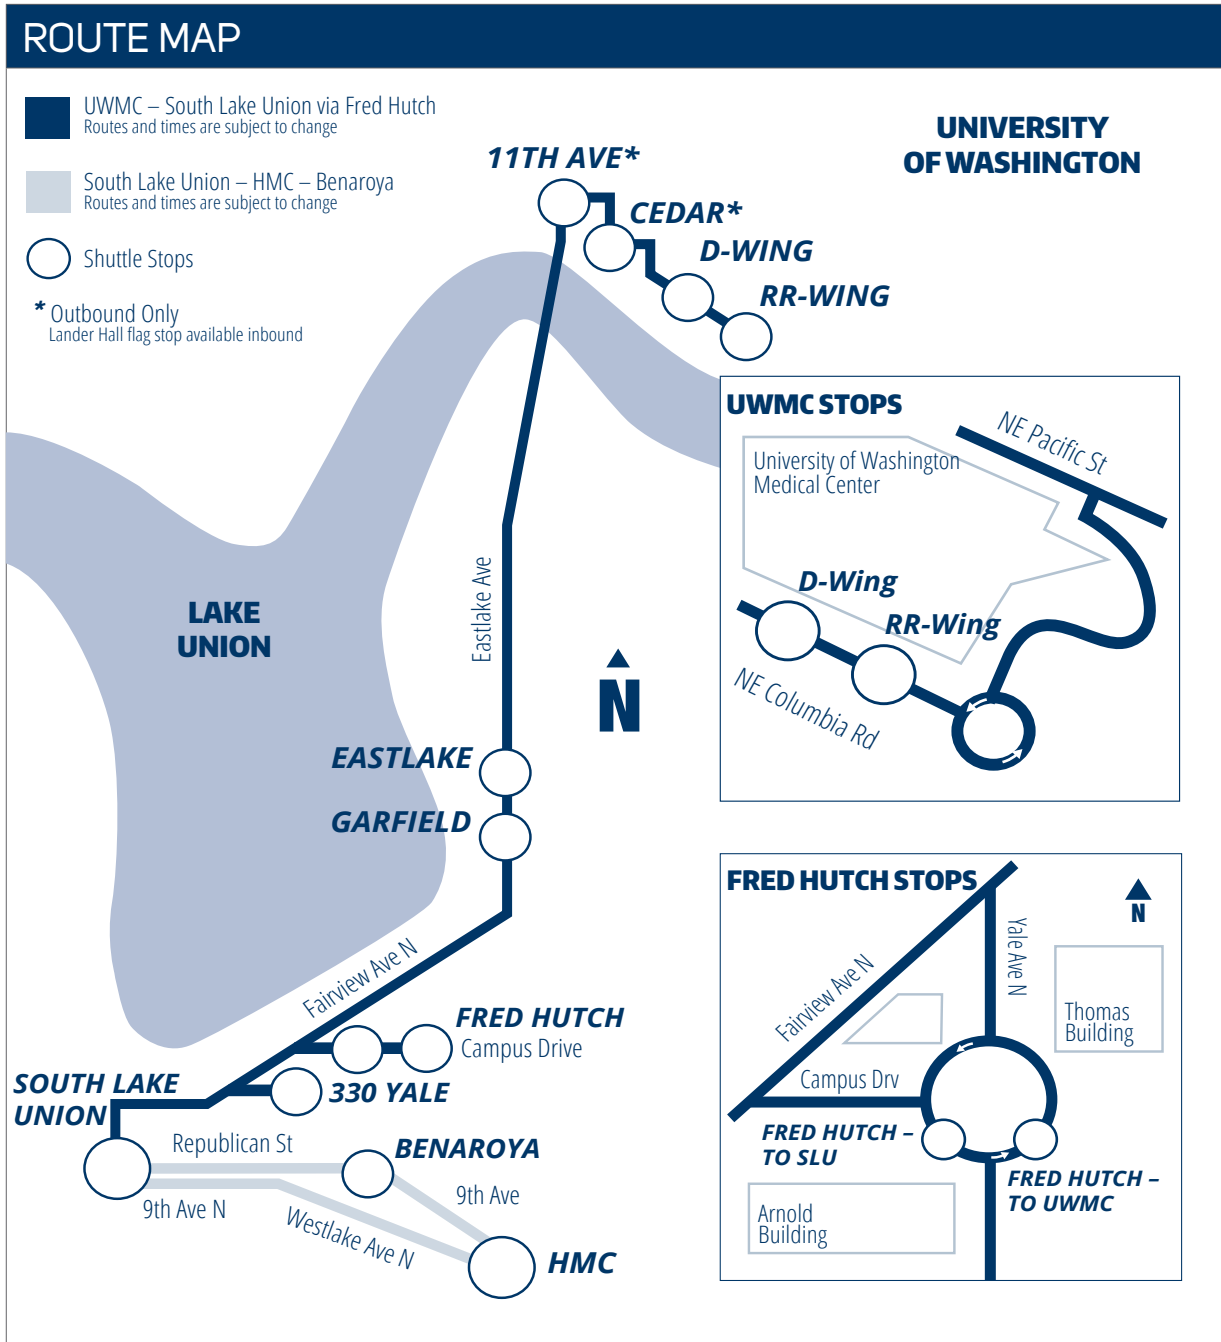 ROUTE MAP
UWMC – South Lake Union via Fred Hutch
Routes and times are subject to change
South Lake Union – HMC – Benaroya
Routes and times are subject to change
Shuttle Stops
* Outbound Only
Lander Hall flag stop available inbound
UNIVERSITY
OF WASHINGTON
11TH AVE*
CEDAR*
D-WING
RR-WING
LAKE
UNION
Eastlake Ave
N
EASTLAKE
GARFIELD
Fairview Ave N
FRED HUTCH
Campus Drive
330 YALE
SOUTH LAKE
UNION
Republican St
BENAROYA
9th Ave N
9th Ave
Westlake Ave N
HMC
UWMC STOPS
NE Pacific St
University of Washington
Medical Center
D-Wing
RR-Wing
NE Columbia Rd
FRED HUTCH STOPS
N
Yale Ave N
Fairview Ave N
Thomas
Building
Campus Drv
FRED HUTCH –
TO SLU
FRED HUTCH –
TO UWMC
Arnold
Building